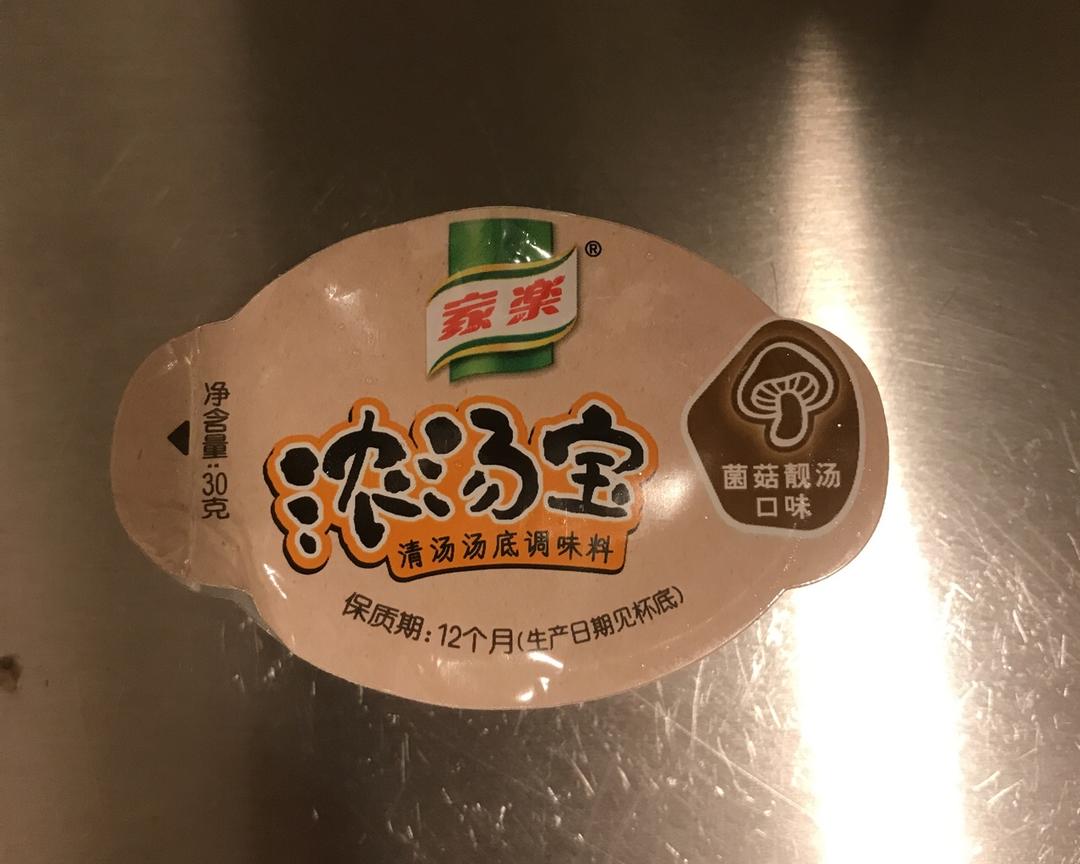 家楽®
浓汤宝
清汤汤底调味料
菌菇靓汤
口味
净含量:30克
保质期:12个月(生产日期见杯底)